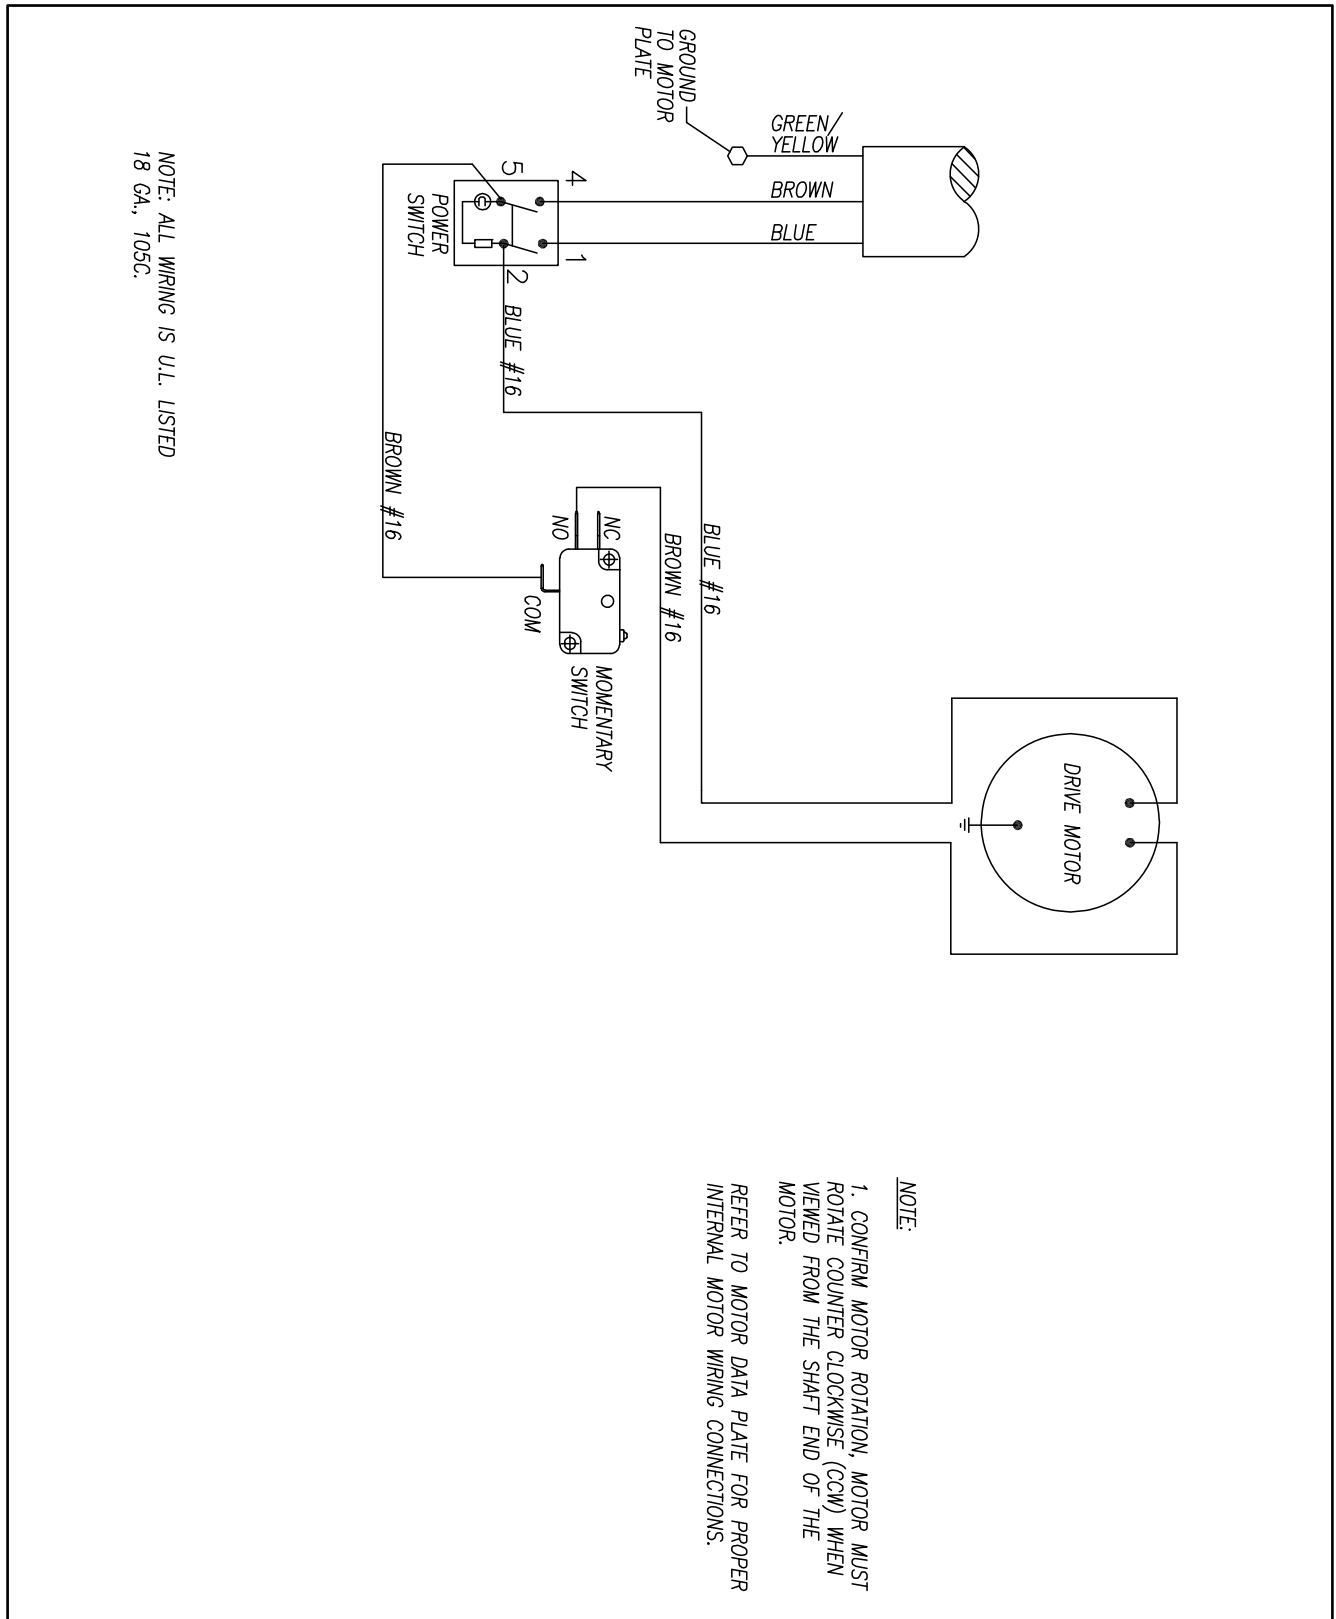 GROUND
TO MOTOR
PLATE
GREEN/
YELLOW
BROWN
BLUE
4
5
1
2
POWER
SWITCH
BLUE #16
BROWN #16
NC
NO
COM
MOMENTARY
SWITCH
BLUE #16
BROWN #16
DRIVE MOTOR
NOTE: ALL WIRING IS U.L. LISTED
18 GA., 105C.
NOTE:
1. CONFIRM MOTOR ROTATION, MOTOR MUST
ROTATE COUNTER CLOCKWISE (CCW) WHEN
VIEWED FROM THE SHAFT END OF THE
MOTOR.
REFER TO MOTOR DATA PLATE FOR PROPER
INTERNAL MOTOR WIRING CONNECTIONS.